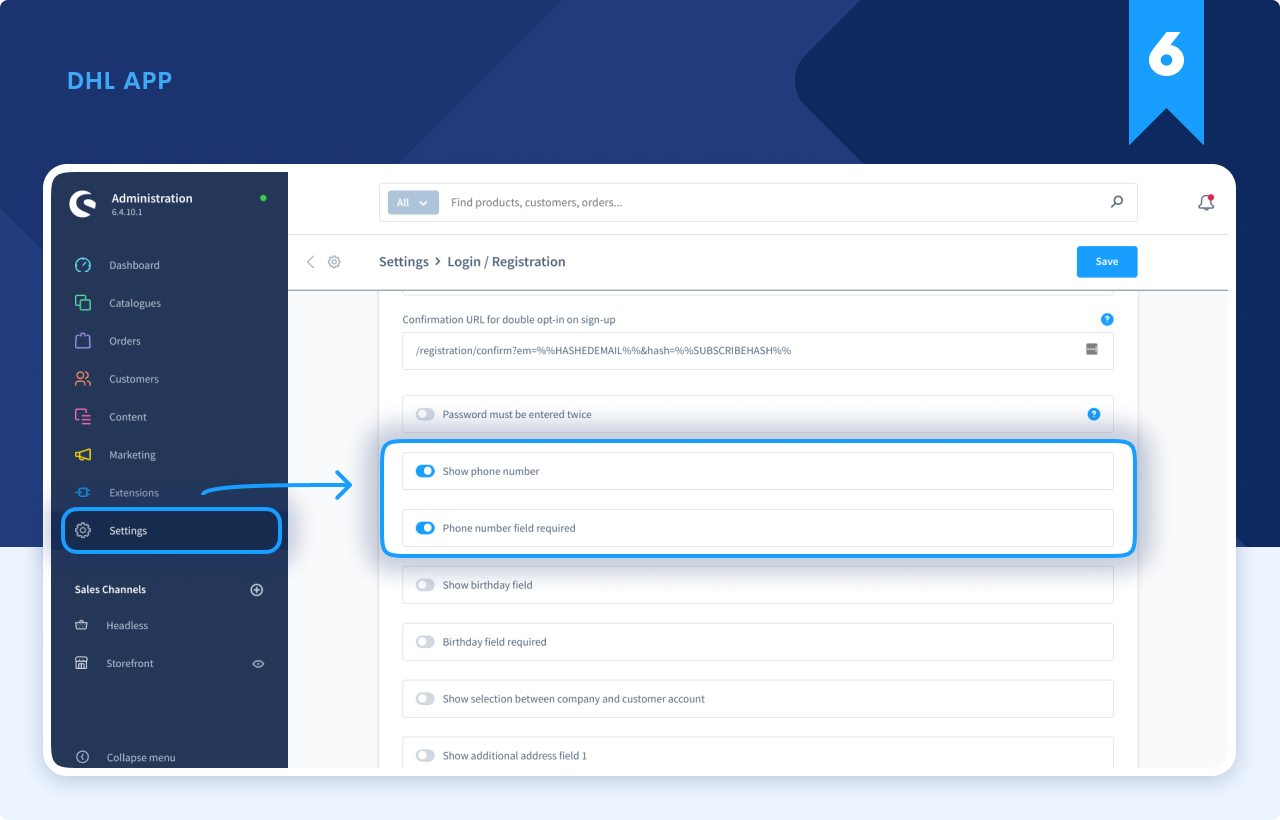 DHL APP
6
Administration
6.4.10.1
Dashboard
Catalogues
Orders
Customers
Content
Marketing
Extensions
Settings
Sales Channels
Headless
Storefront
Collapse menu
All
Find products, customers, orders...
Settings > Login / Registration
Save
Confirmation URL for double opt-in on sign-up
?
/registration/confirm?em=%%HASHEDEMAIL%%&hash=%%SUBSCRIBEHASH%%
Password must be entered twice
?
Show phone number
Phone number field required
Show birthday field
Birthday field required
Show selection between company and customer account
Show additional address field 1